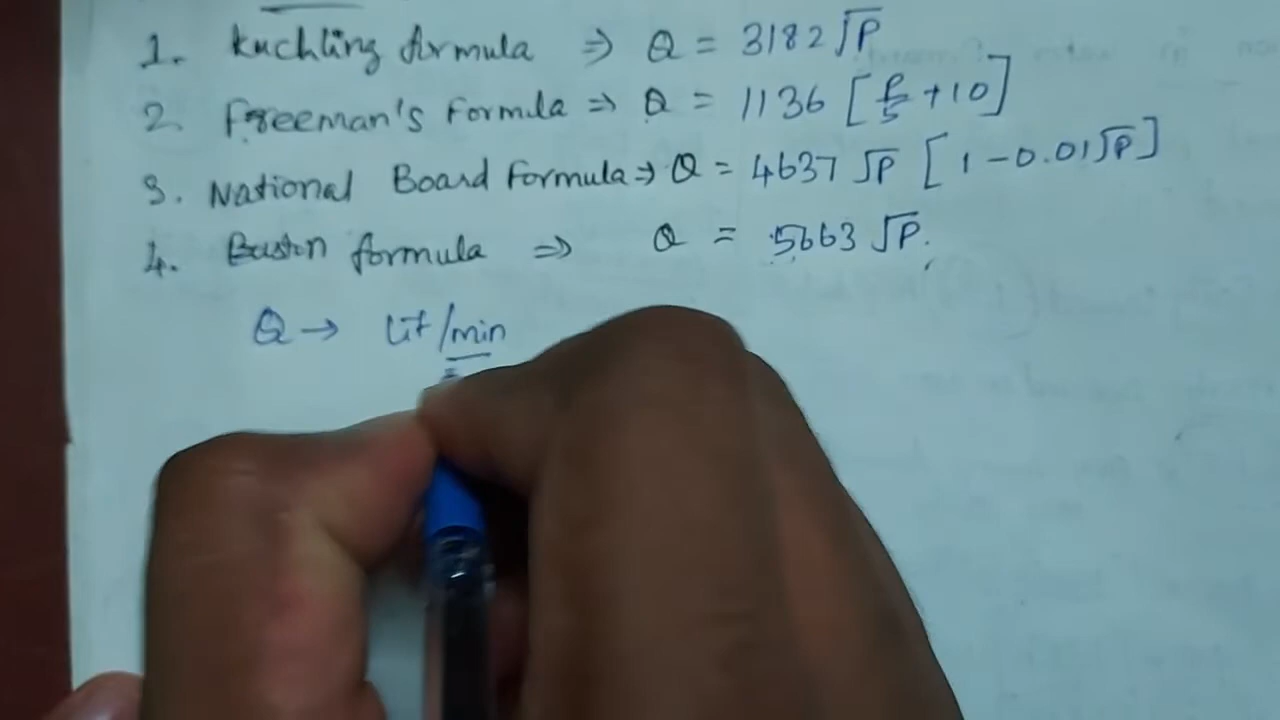 1. Kuchling formula ⇒ Q = 3182 √P
2. Freeman's Formula ⇒ Q = 1136 [P/5 + 10]
3. National Board Formula ⇒ Q = 4637 √P [1 - 0.01√P]
4. Buston formula ⇒ Q = 5663 √P.
Q → lit/min